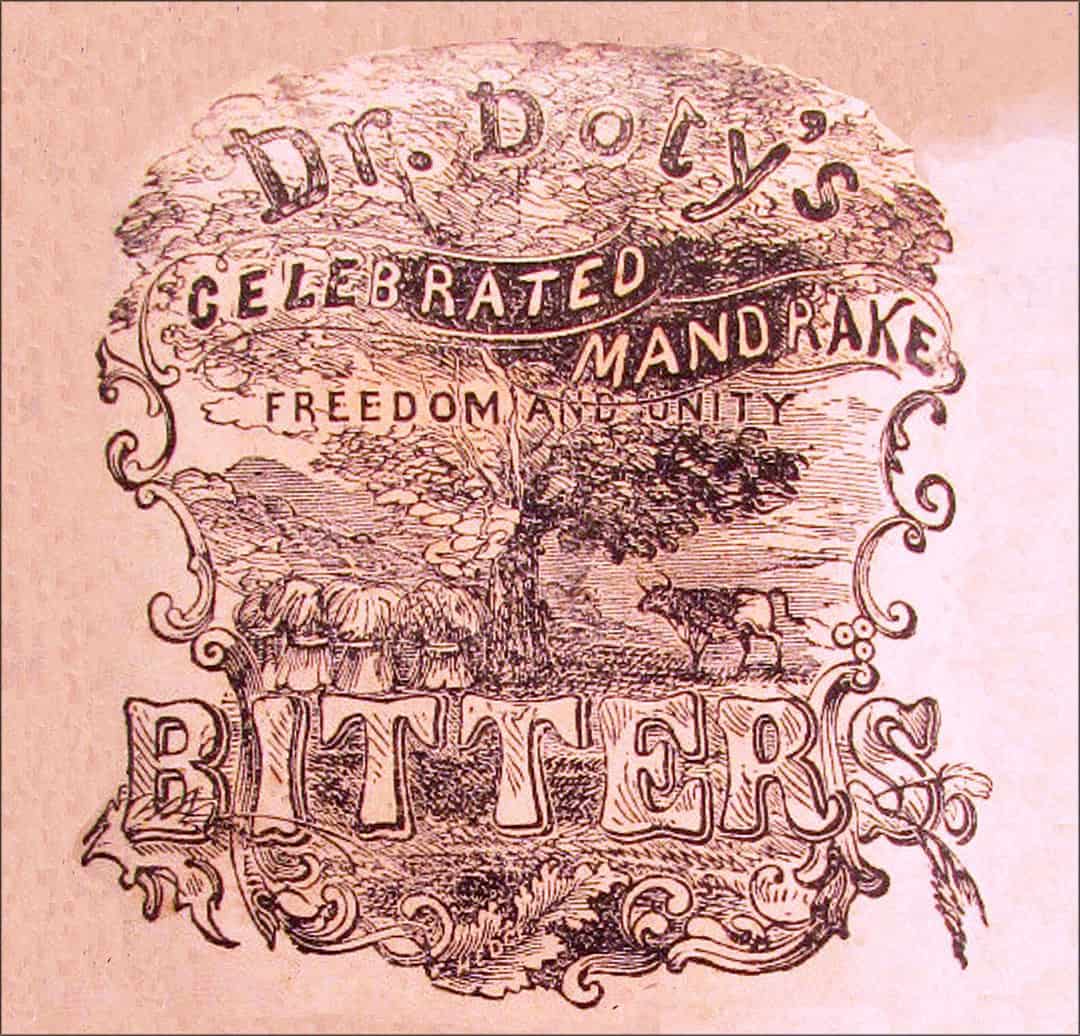 Dr. Doty's
CELEBRATED
MANDRAKE
FREEDOM AND UNITY
BITTERS